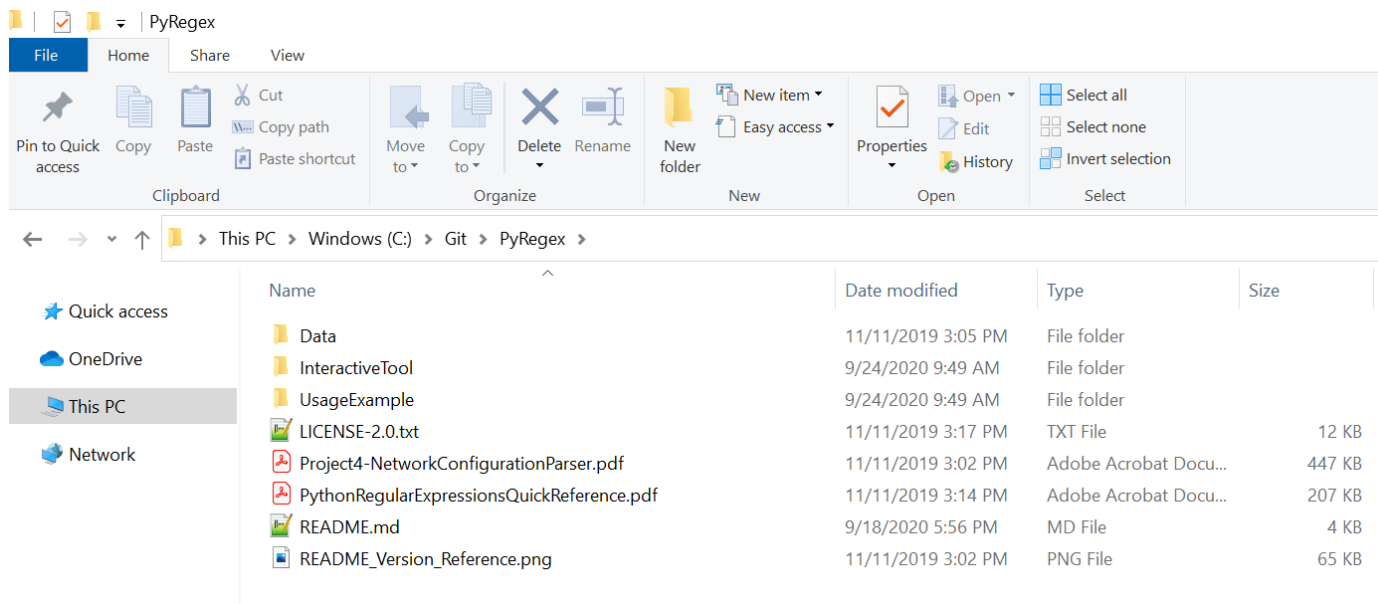 PyRegex
File Home Share View
Pin to Quick access
Copy
Paste
Cut
Copy path
Paste shortcut
Clipboard
Move to
Copy to
Delete
Rename
Organize
New folder
New item
Easy access
New
Properties
Open
Edit
History
Open
Select all
Select none
Invert selection
Select
This PC > Windows (C:) > Git > PyRegex >
Quick access
OneDrive
This PC
Network
Name Date modified Type Size
Data 11/11/2019 3:05 PM File folder
InteractiveTool 9/24/2020 9:49 AM File folder
UsageExample 9/24/2020 9:49 AM File folder
LICENSE-2.0.txt 11/11/2019 3:17 PM TXT File 12 KB
Project4-NetworkConfigurationParser.pdf 11/11/2019 3:02 PM Adobe Acrobat Docu... 447 KB
PythonRegularExpressionsQuickReference.pdf 11/11/2019 3:14 PM Adobe Acrobat Docu... 207 KB
README.md 9/18/2020 5:56 PM MD File 4 KB
README_Version_Reference.png 11/11/2019 3:02 PM PNG File 65 KB